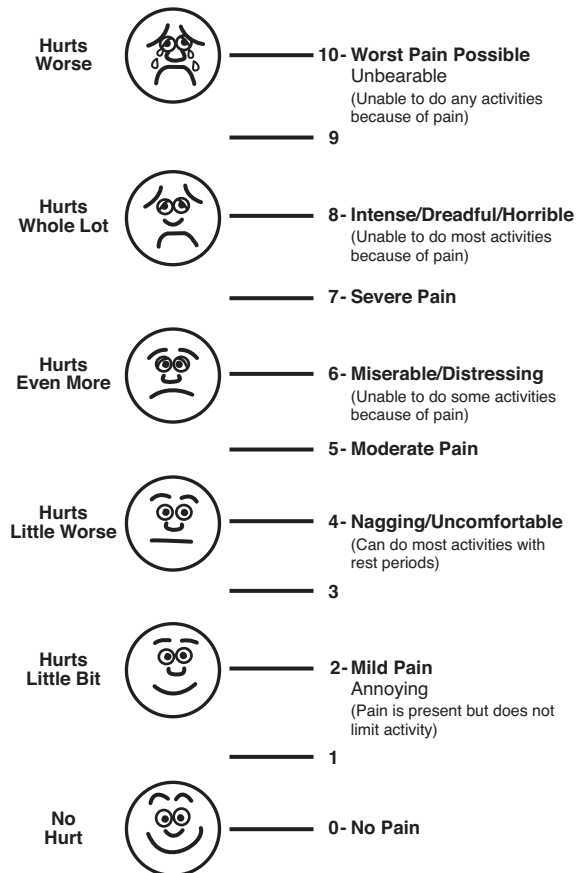 Hurts
Worse
10- Worst Pain Possible
Unbearable
(Unable to do any activities
because of pain)
9
Hurts
Whole Lot
8- Intense/Dreadful/Horrible
(Unable to do most activities
because of pain)
7- Severe Pain
Hurts
Even More
6- Miserable/Distressing
(Unable to do some activities
because of pain)
5- Moderate Pain
Hurts
Little Worse
4- Nagging/Uncomfortable
(Can do most activities with
rest periods)
3
Hurts
Little Bit
2- Mild Pain
Annoying
(Pain is present but does not
limit activity)
1
No
Hurt
0- No Pain